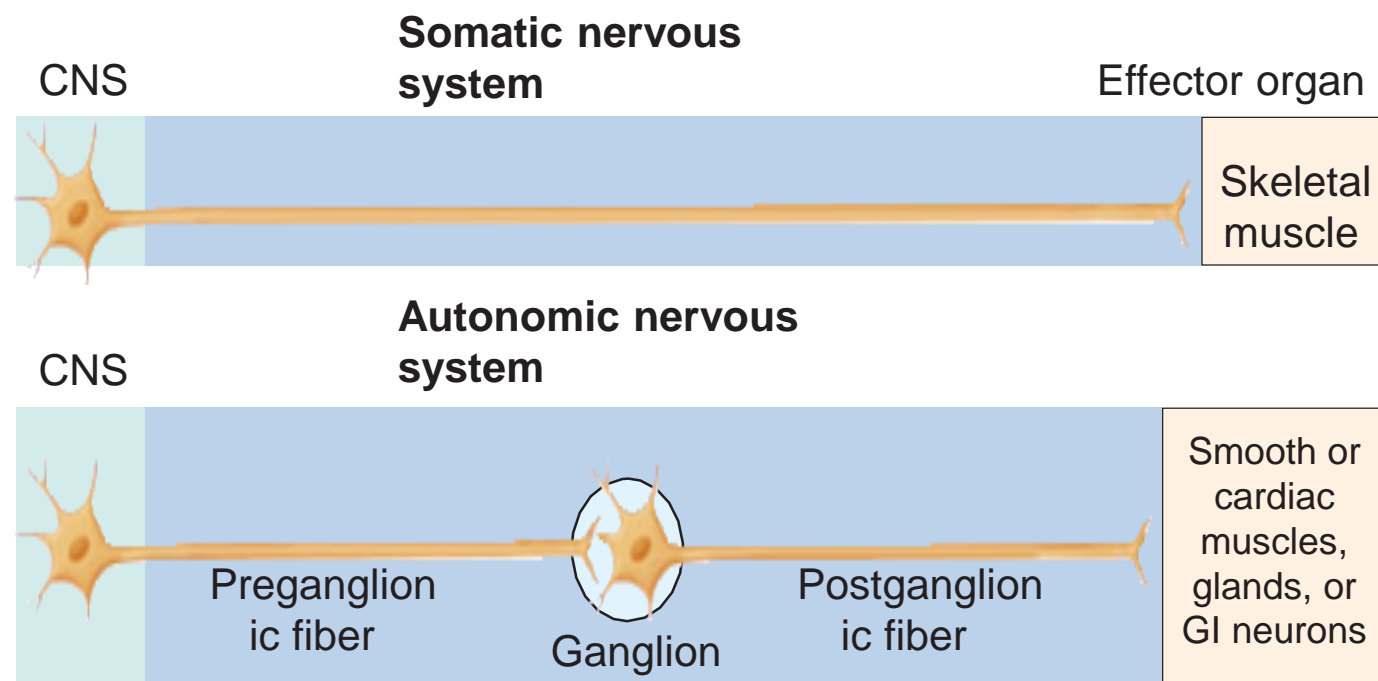 Somatic nervous
system
CNS
Effector organ
Skeletal
muscle
Autonomic nervous
system
CNS
Preganglion
ic fiber
Ganglion
Postganglion
ic fiber
Smooth or
cardiac
muscles,
glands, or
GI neurons